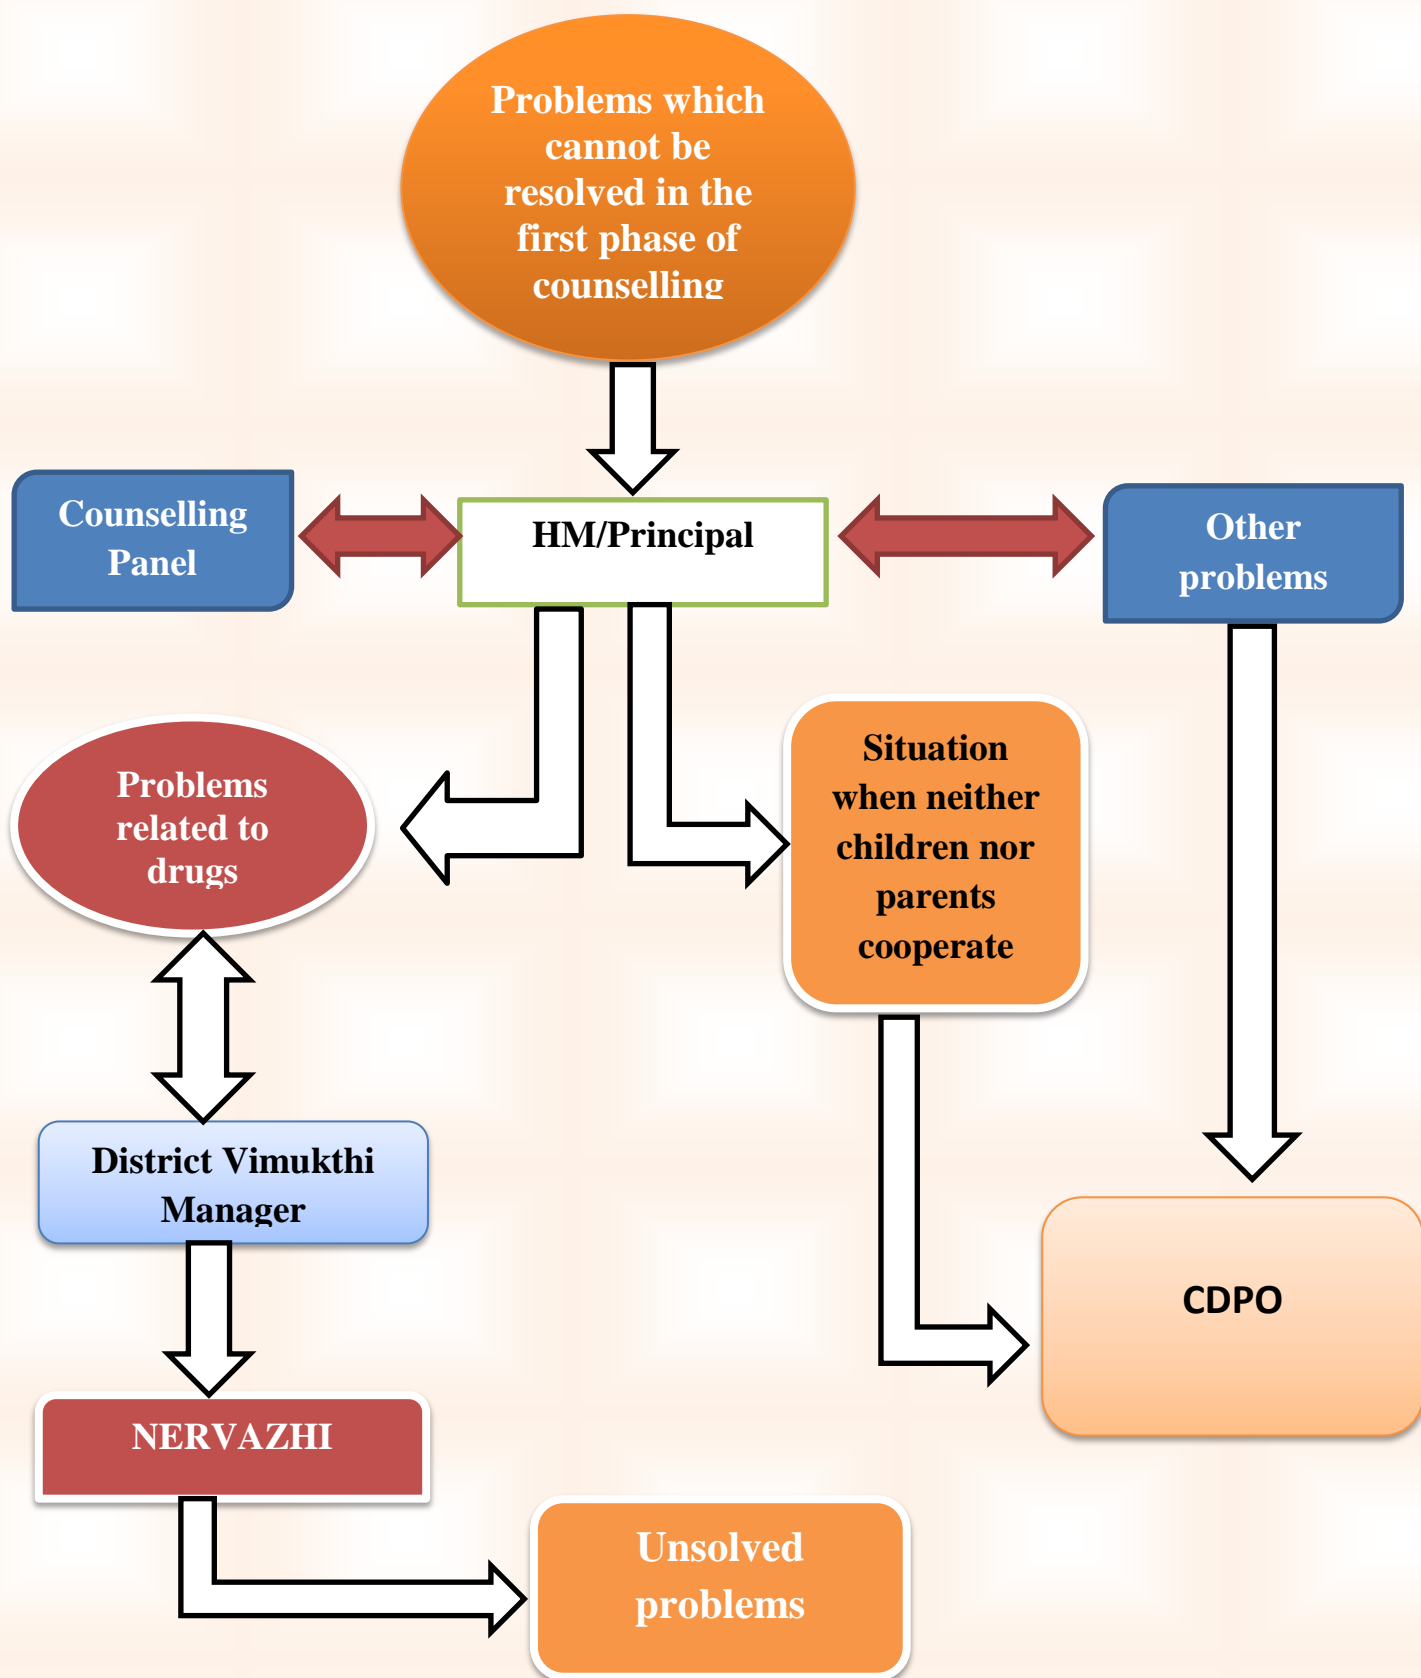 Problems which
cannot be
resolved in the
first phase of
counselling
Counselling
Panel
HM/Principal
Other
problems
Situation
when neither
children nor
parents
cooperate
Problems
related to
drugs
District Vimukthi
Manager
CDPO
NERVAZHI
Unsolved
problems